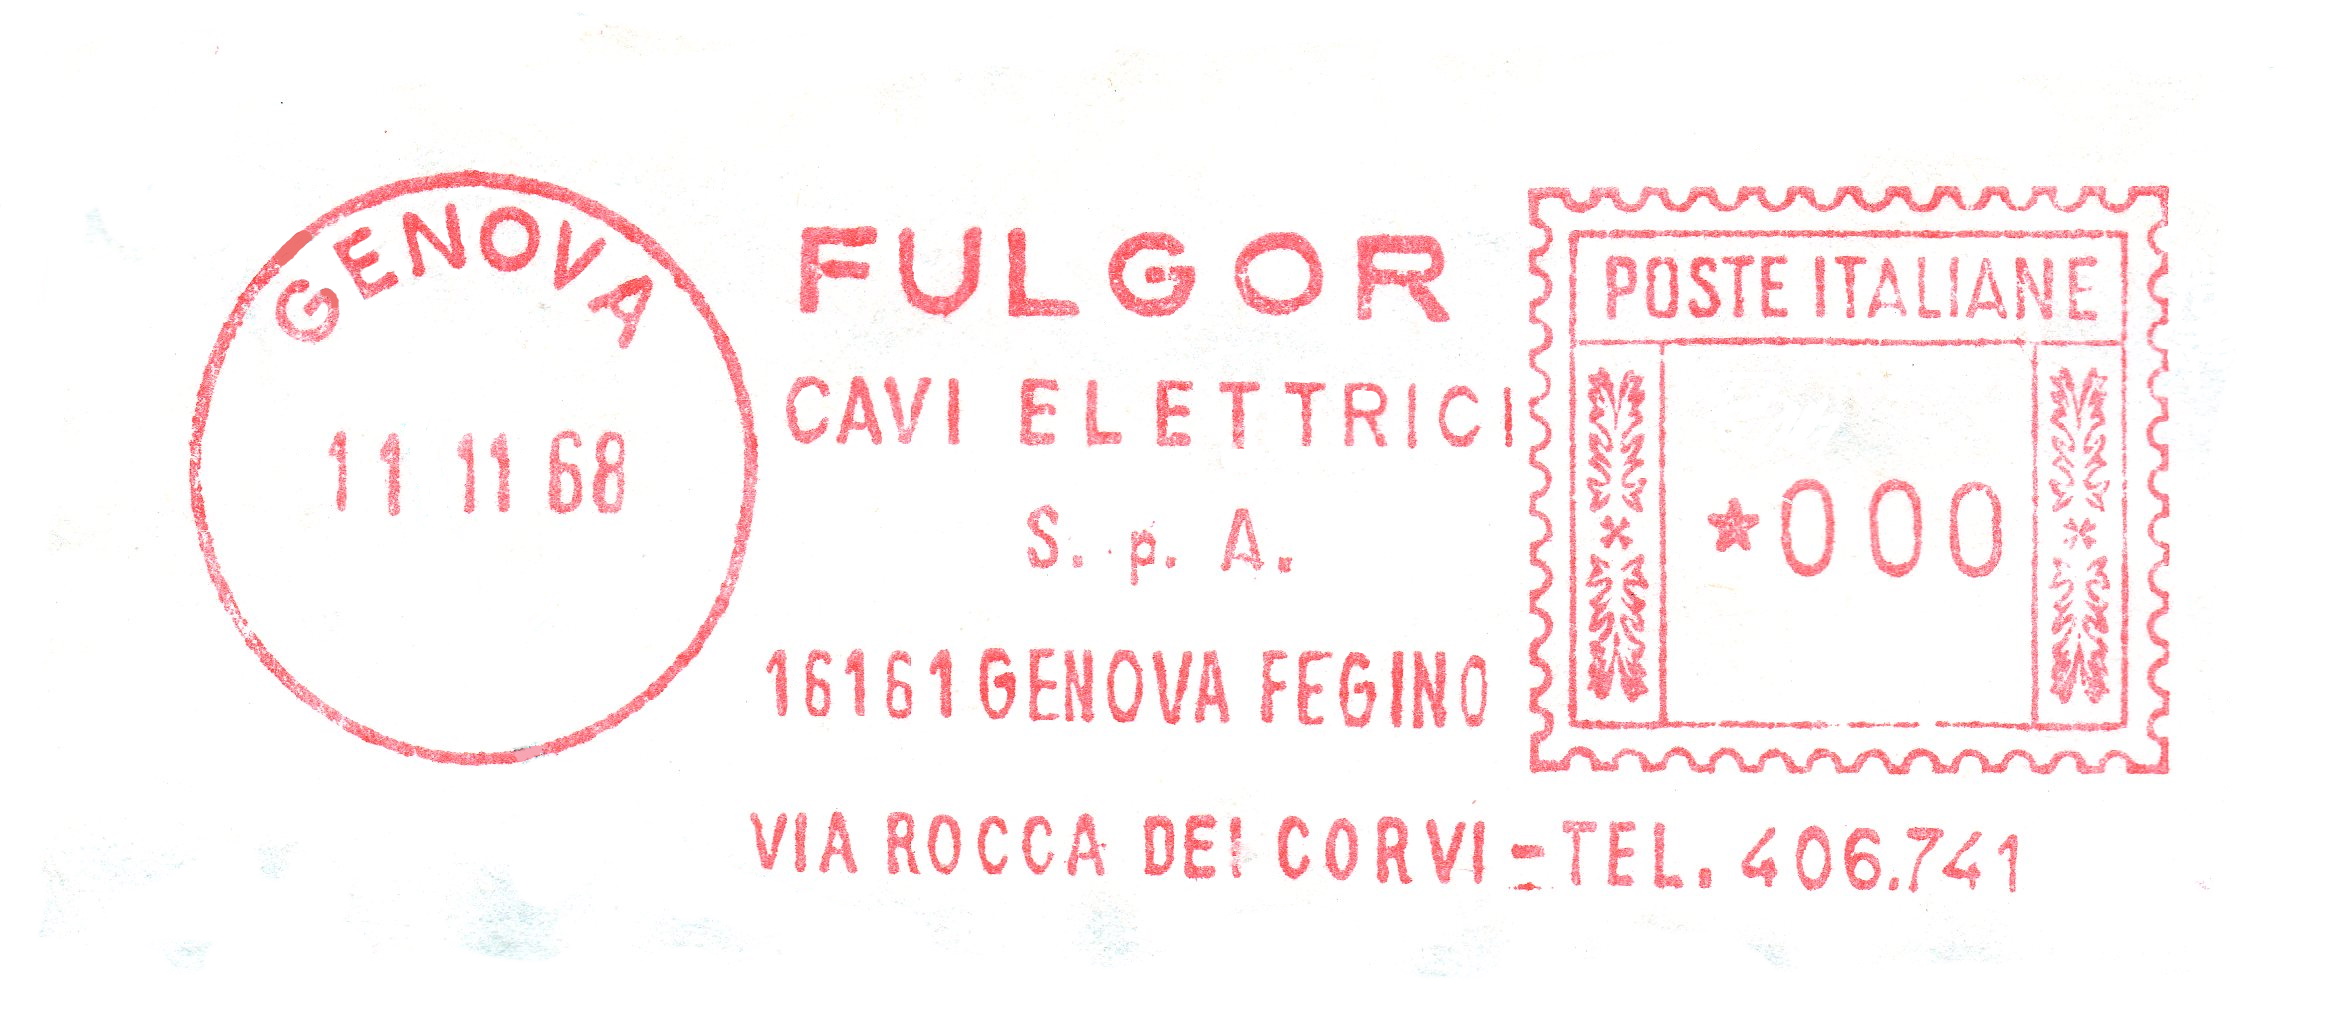 GENOVA
11 11 68
FULGOR
CAVI ELETTRICI
S. p. A.
16161 GENOVA FEGINO
VIA ROCCA DEI CORVI - TEL. 406.741
POSTE ITALIANE
*000